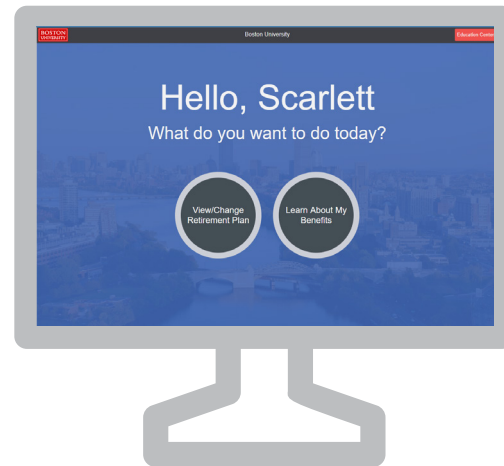 BOSTON
UNIVERSITY
Boston University
Education Center
Hello, Scarlett
What do you want to do today?
View/Change
Retirement Plan
Learn About My
Benefits